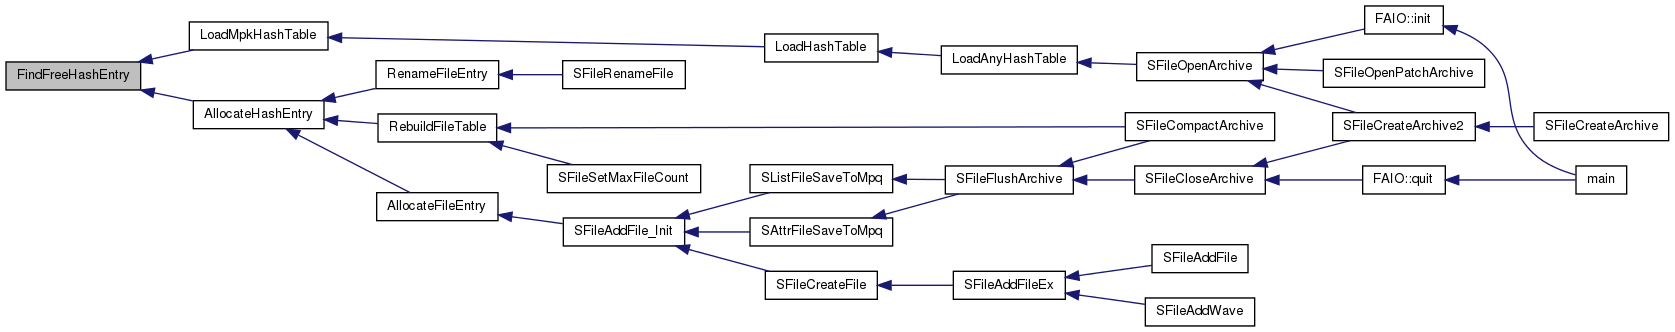 FindFreeHashEntry
LoadMpkHashTable
AllocateHashEntry
RenameFileEntry
RebuildFileTable
AllocateFileEntry
SFileRenameFile
SFileSetMaxFileCount
SFileAddFile_Init
LoadHashTable
SListFileSaveToMpq
SAttrFileSaveToMpq
SFileCreateFile
LoadAnyHashTable
SFileFlushArchive
SFileAddFileEx
SFileOpenArchive
SFileCompactArchive
SFileCloseArchive
SFileAddFile
SFileAddWave
FAIO::init
SFileOpenPatchArchive
SFileCreateArchive2
FAIO::quit
SFileCreateArchive
main